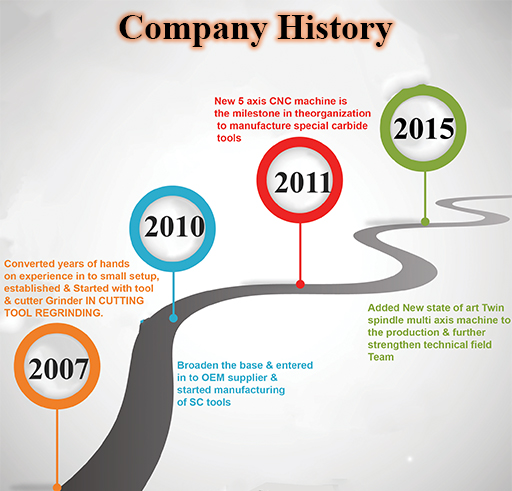 Company History
2007
Converted years of hands
on experience in to small setup,
established & Started with tool
& cutter Grinder IN CUTTING
TOOL REGRINDING.
2010
Broaden the base & entered
in to OEM supplier &
started manufacturing
of SC tools
2011
New 5 axis CNC machine is
the milestone in theorganization
to manufacture special carbide
tools
2015
Added New state of art Twin
spindle multi axis machine to
the production & further
strengthen technical field
Team